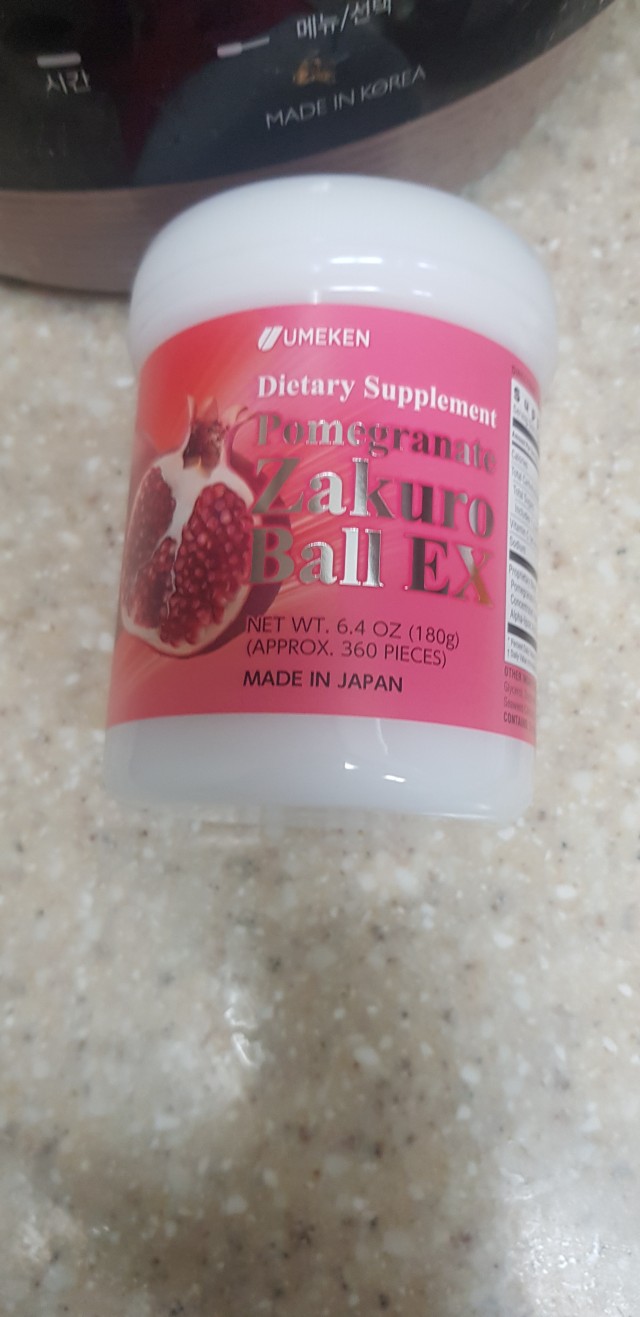 메뉴/선택
시간
MADE IN KOREA
UMEKEN
Dietary Supplement
Pomegranate
Zakuro
Ball EX
NET WT. 6.4 OZ (180g)
(APPROX. 360 PIECES)
MADE IN JAPAN